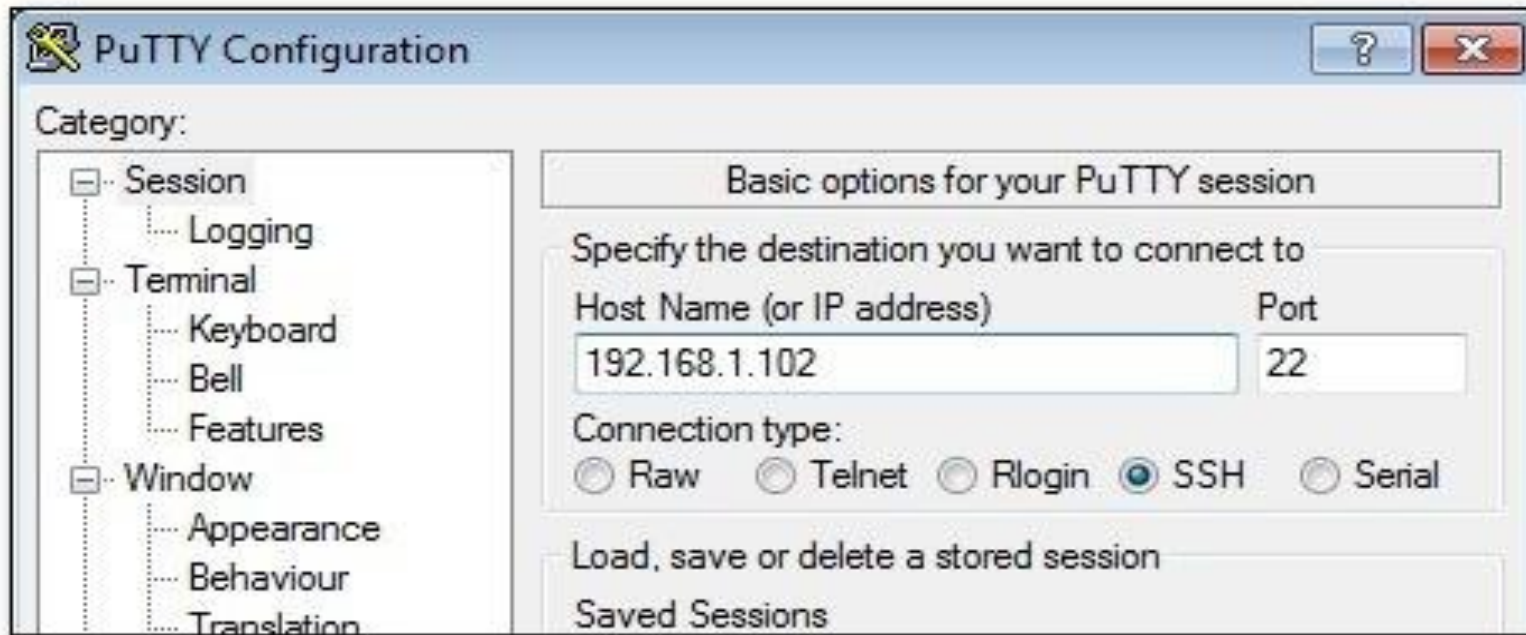 PuTTY Configuration
Category:
Session
Logging
Terminal
Keyboard
Bell
Features
Window
Appearance
Behaviour
Translation
Basic options for your PuTTY session
Specify the destination you want to connect to
Host Name (or IP address) Port
192.168.1.102 22
Connection type:
Raw Telnet Rlogin SSH Serial
Load, save or delete a stored session
Saved Sessions